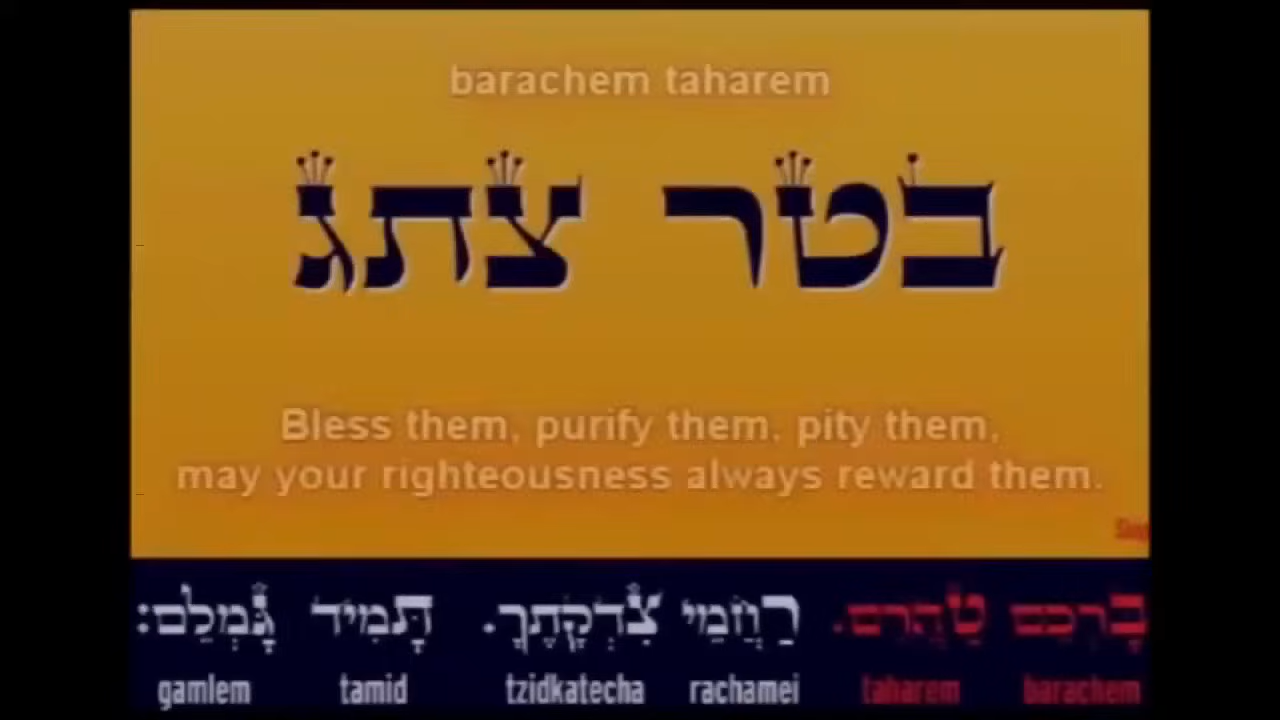 barachem taharem
בטר צתג
Bless them, purify them, pity them,
may your righteousness always reward them.
בָּרְכֵם טַהֲרֵם. רַחֲמֵי צִדְקָתֶךָ. תָּמִיד גָּמְלֵם:
gamlem tamid tzidkatecha rachamei taharem barachem